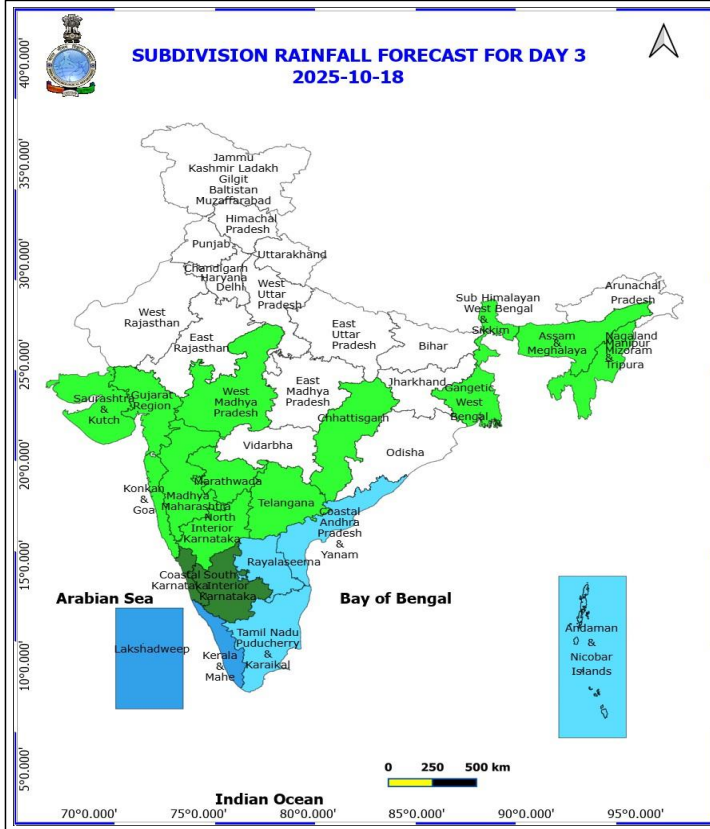 SUBDIVISION RAINFALL FORECAST FOR DAY 3
2025-10-18
40°0.000'
35°0.000'
30°0.000'
25°0.000'
20°0.000'
15°0.000'
10°0.000'
5°0.000'
Jammu
Kashmir Ladakh
Gilgit
Baltistan
Muzaffarabad
Himachal
Pradesh
Punjab
Uttarakhand
Chandigarh
Haryana
Delhi
West
Uttar
Pradesh
West
Rajasthan
East
Rajasthan
East
Uttar
Pradesh
Bihar
Sub Himalayan
West Bengal
&
Sikkim
Arunachal
Pradesh
Assam
&
Meghalaya
Nagaland
Manipur
Mizoram
&
Tripura
Saurashtra
&
Kutch
Gujarat
Region
West
Madhya
Pradesh
East
Madhya
Pradesh
Jharkhand
Gangetic
West
Bengal
Chhattisgarh
Vidarbha
Odisha
Konkan
&
Goa
Madhya
Maharashtra
Marathwada
Telangana
North
Interior
Karnataka
Coastal
Andhra
Pradesh
&
Yanam
Rayalaseema
Coastal
Karnataka
South
Interior
Karnataka
Arabian Sea
Bay of Bengal
Lakshadweep
Kerala
&
Mahe
Tamil Nadu
Puducherry
&
Karaikal
Andaman
&
Nicobar
Islands
0 250 500 km
Indian Ocean
70°0.000' 75°0.000' 80°0.000' 85°0.000' 90°0.000' 95°0.000'